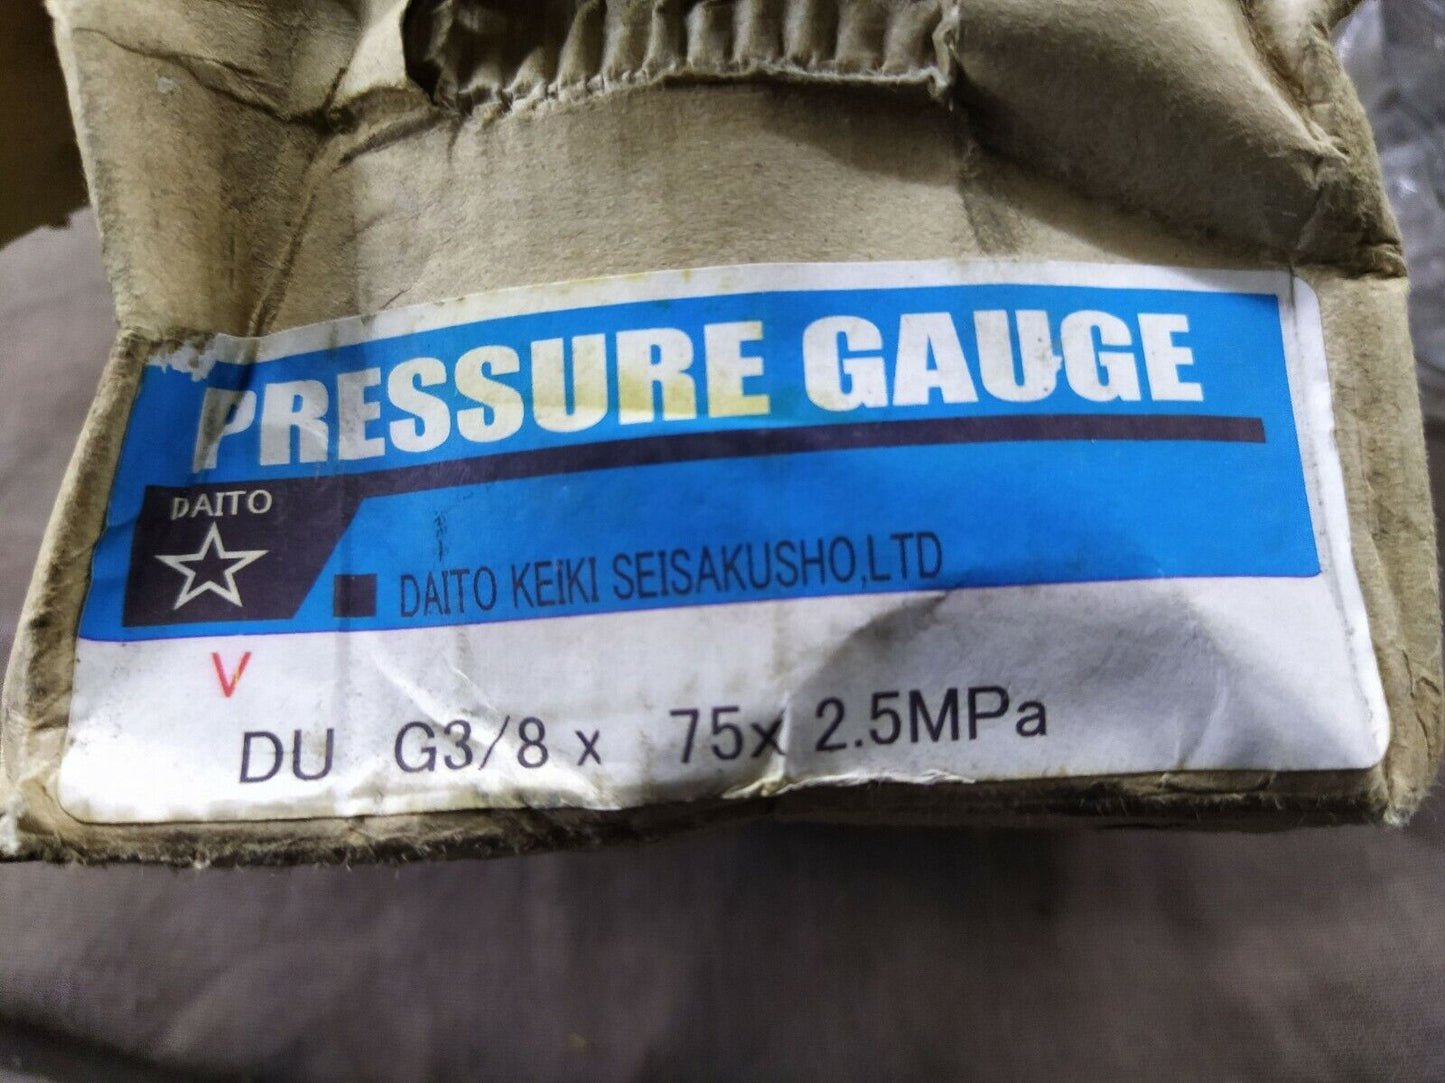 PRESSURE GAUGE
DAITO
DAITO KEIKI SEISAKUSHO,LTD
V
DU G3/8 x 75x 2.5MPa